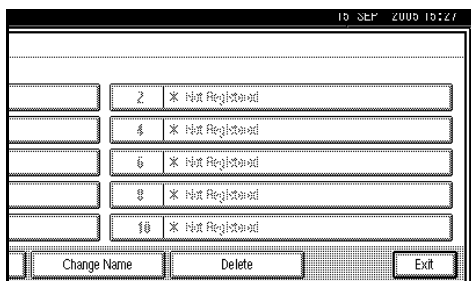 15 SEP 2005 15:27
2 * Not Registered
4 * Not Registered
6 * Not Registered
8 * Not Registered
10 * Not Registered
Change Name Delete Exit